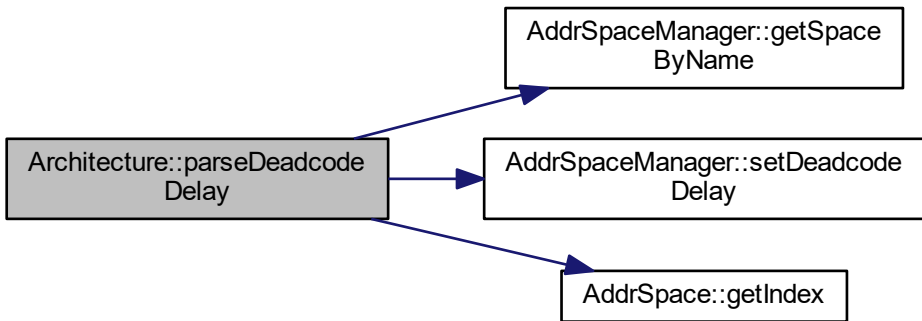 Architecture::parseDeadcode
Delay
AddrSpaceManager::getSpace
ByName
AddrSpaceManager::setDeadcode
Delay
AddrSpace::getIndex